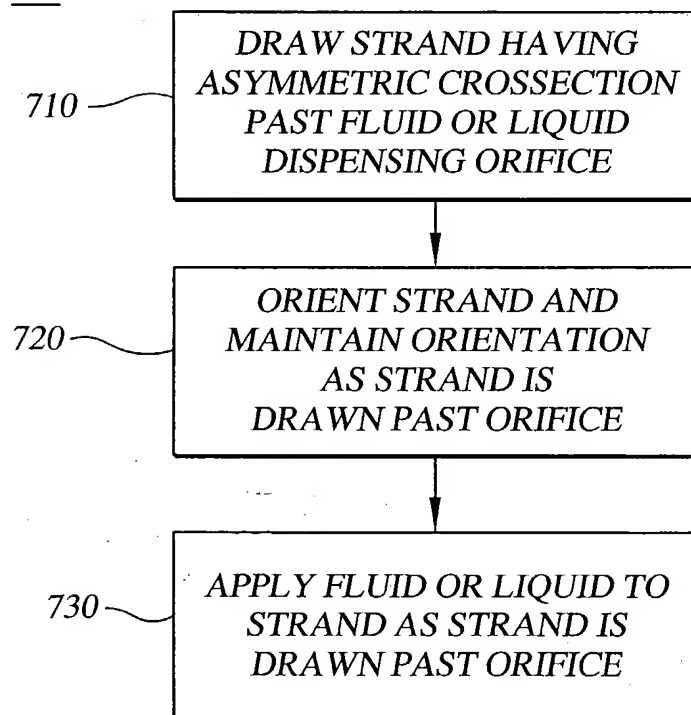 DRAW STRAND HAVING
ASYMMETRIC CROSSECTION
PAST FLUID OR LIQUID
DISPENSING ORIFICE
710
ORIENT STRAND AND
MAINTAIN ORIENTATION
AS STRAND IS
DRAWN PAST ORIFICE
720
APPLY FLUID OR LIQUID TO
STRAND AS STRAND IS
DRAWN PAST ORIFICE
730